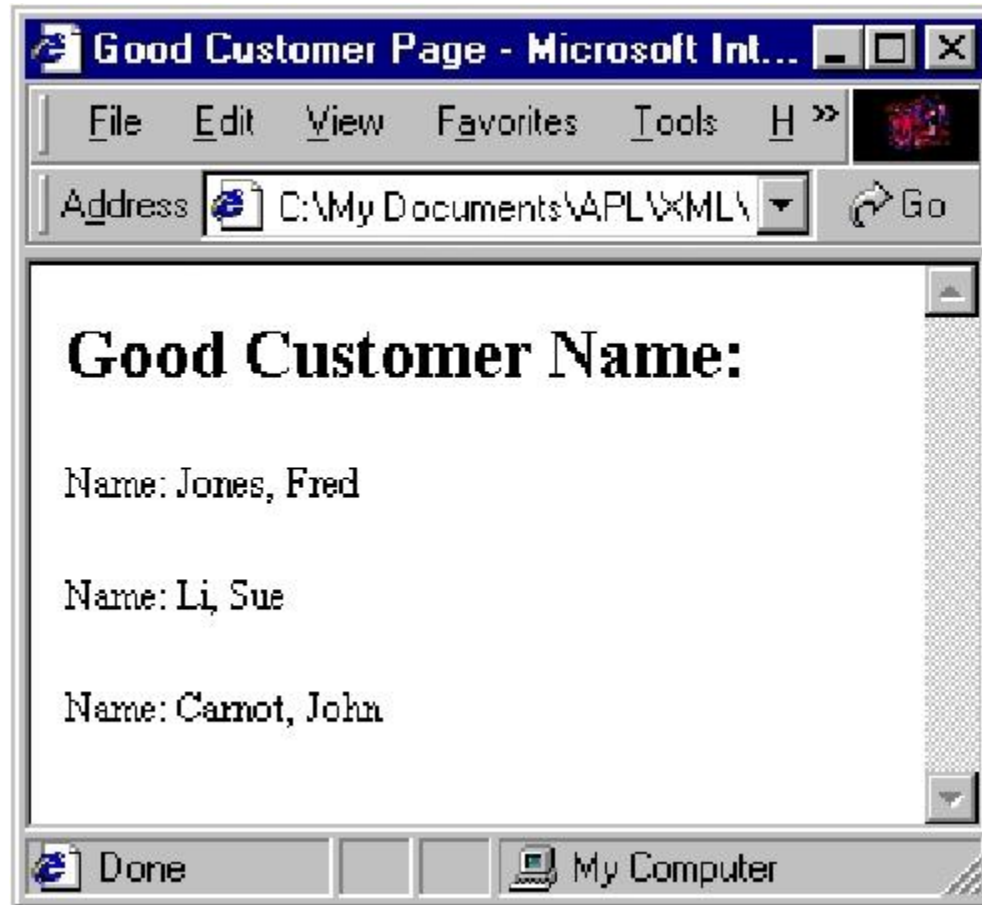 Good Customer Page - Microsoft Int...
File Edit View Favorites Tools H »
Address C:\My Documents\APL\XML\ Go
Good Customer Name:
Name: Jones, Fred
Name: Li, Sue
Name: Carnot, John
Done My Computer